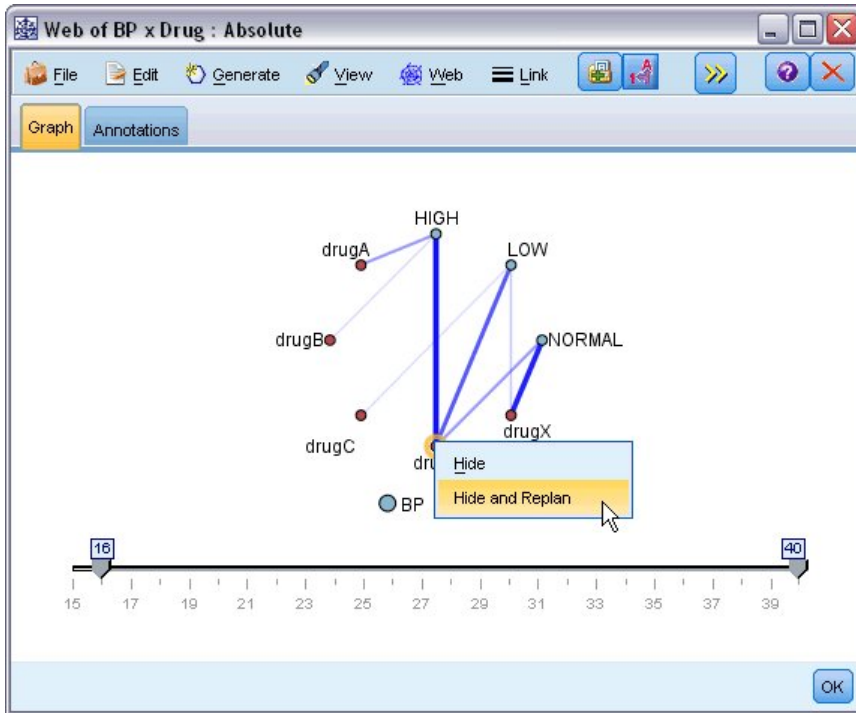 Web of BP x Drug : Absolute
File Edit Generate View Web Link
Graph Annotations
HIGH
drugA
LOW
drugB
NORMAL
drugC
drugX
Hide
Hide and Replan
BP
16 40
15 17 19 21 23 25 27 29 31 33 35 37 39
OK